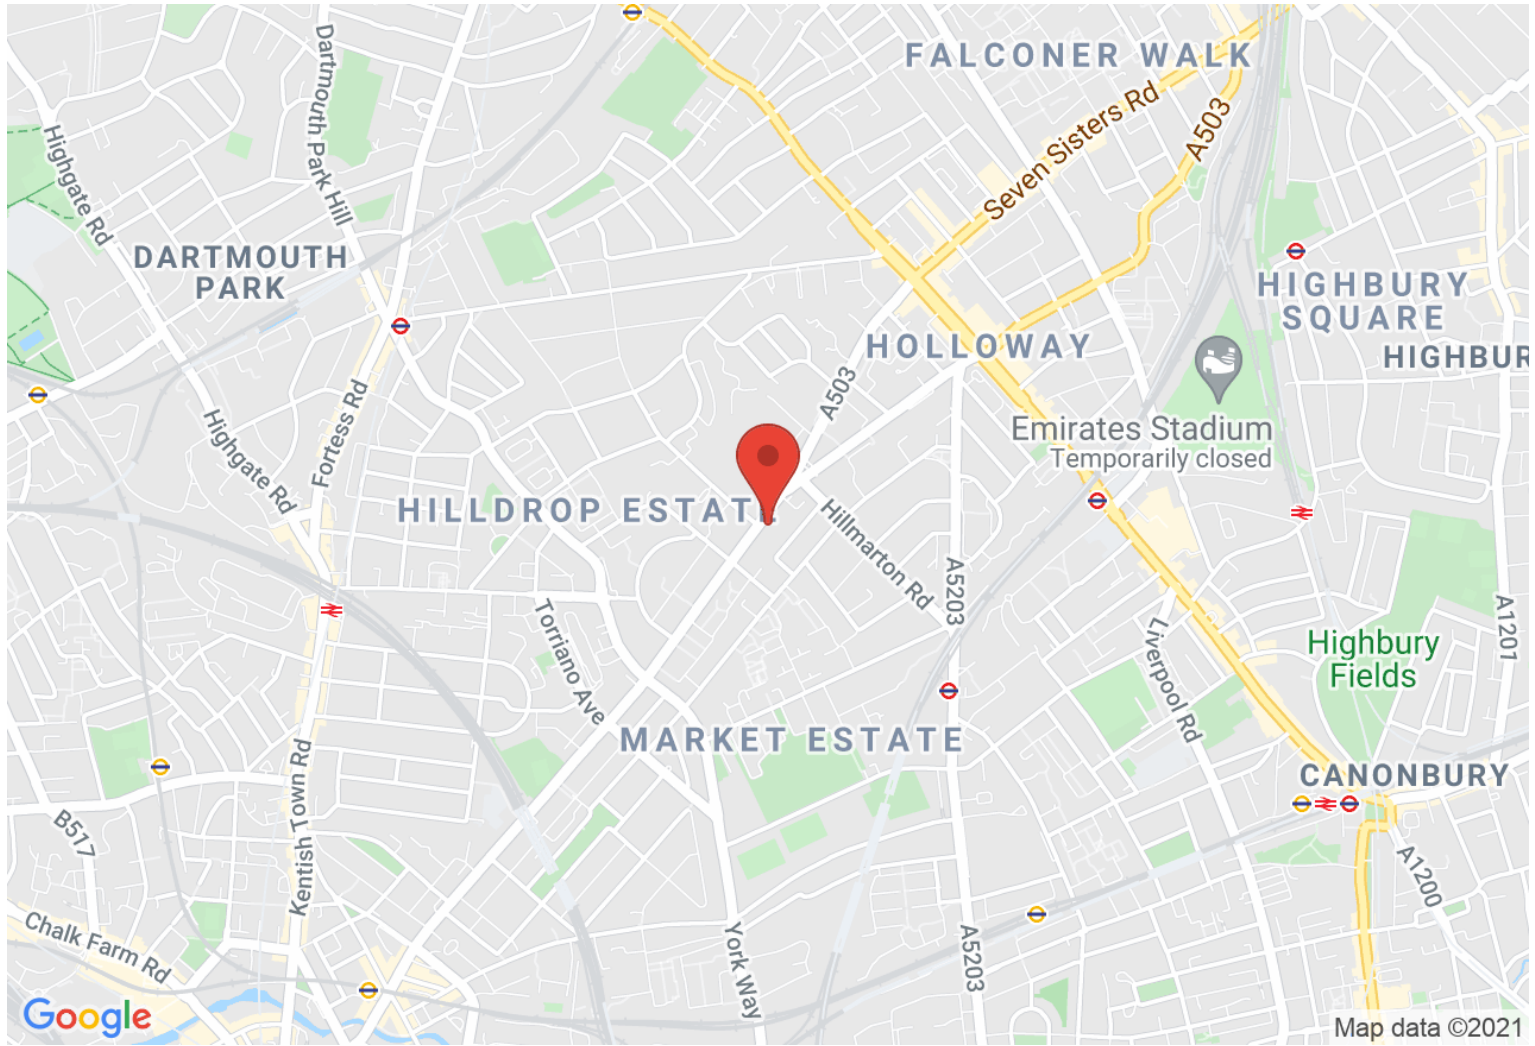 FALCONER WALK
Dartmouth Park Hill
Seven Sisters Rd
A503
Highgate Rd
DARTMOUTH
PARK
HIGHBURY
SQUARE
HOLLOWAY
HIGHBUR
A503
Emirates Stadium
Temporarily closed
Fortess Rd
Highgate Rd
HILLDROP ESTATE
Hillmarton Rd
A5203
Torriano Ave
A1201
Liverpool Rd
Highbury
Fields
MARKET ESTATE
CANONBURY
Kentish Town Rd
B517
A1200
Chalk Farm Rd
York Way
A5203
Google
Map data ©2021